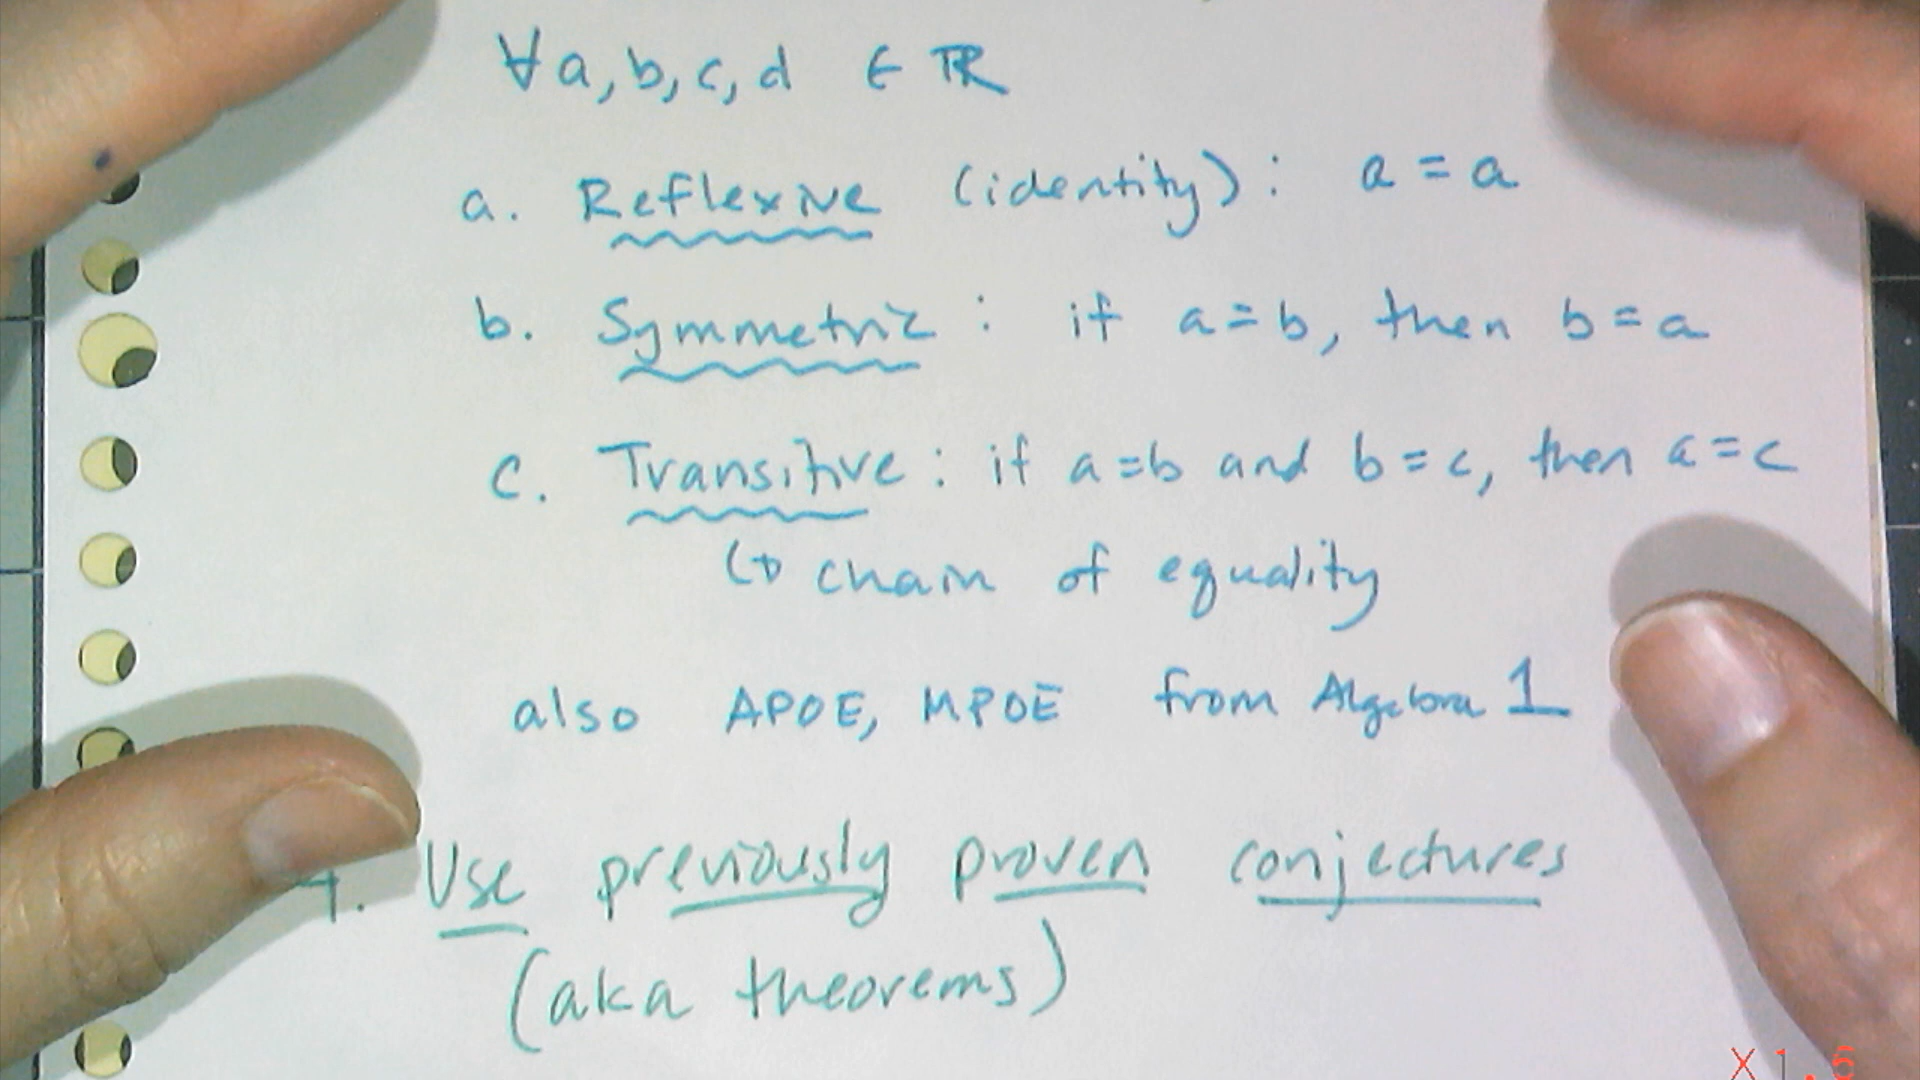 ∀a, b, c, d ∈ ℝ
a. Reflexive (identity): a = a
b. Symmetric: if a=b, then b=a
c. Transitive: if a=b and b=c, then a=c
↳ chain of equality
also APOE, MPOE from Algebra 1
4. Use previously proven conjectures
(aka theorems)
X1.5